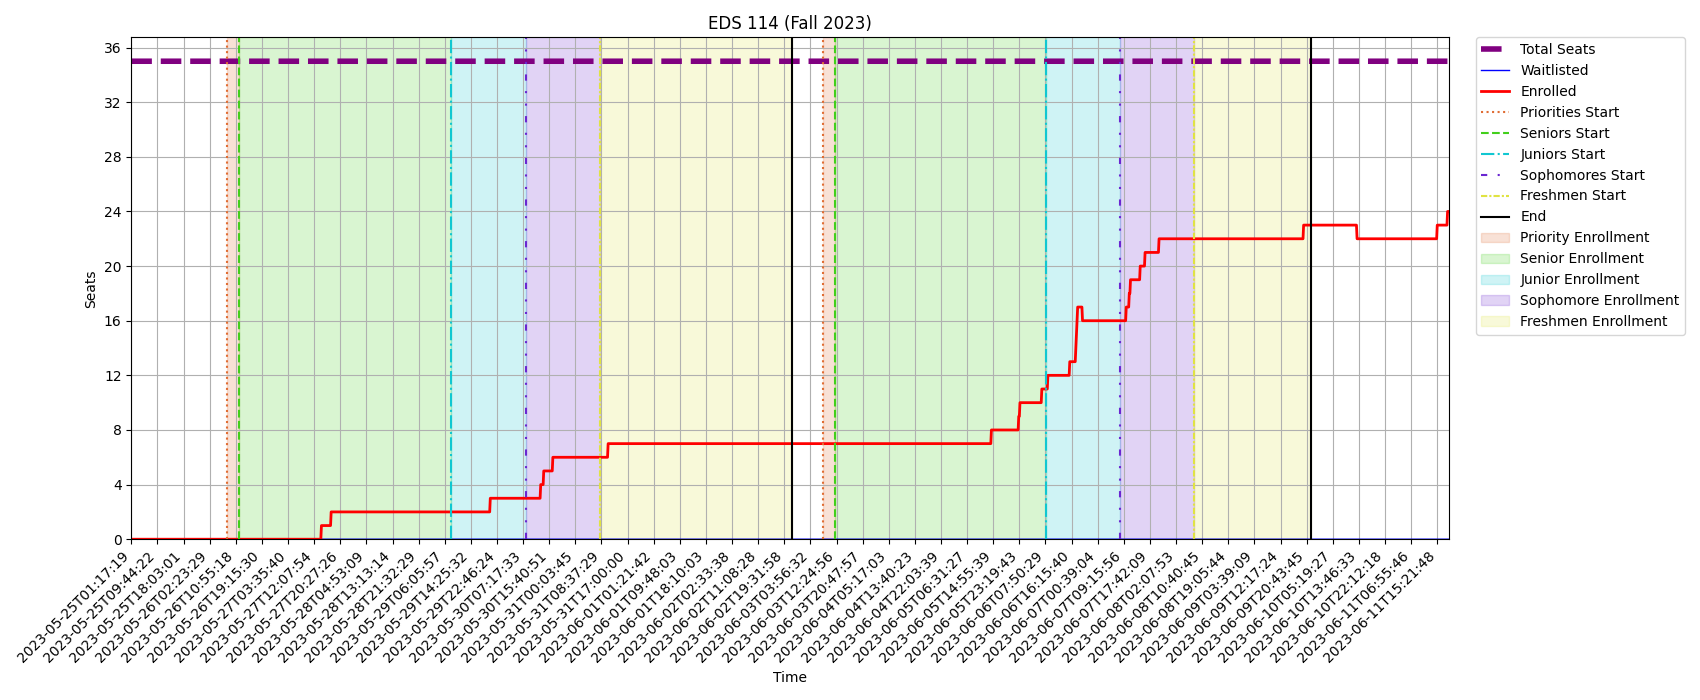 EDS 114 (Fall 2023)
36
32
28
24
20
16
12
8
4
0
Seats
Total Seats
Waitlisted
Enrolled
Priorities Start
Seniors Start
Juniors Start
Sophomores Start
Freshmen Start
End
Priority Enrollment
Senior Enrollment
Junior Enrollment
Sophomore Enrollment
Freshmen Enrollment
2023-05-25T01:17:19
2023-05-25T09:44:22
2023-05-25T18:03:01
2023-05-26T02:23:29
2023-05-26T10:55:18
2023-05-26T19:15:30
2023-05-27T03:35:40
2023-05-27T12:07:54
2023-05-27T20:27:26
2023-05-28T04:53:09
2023-05-28T13:13:14
2023-05-28T21:32:29
2023-05-29T06:05:57
2023-05-29T14:25:32
2023-05-29T22:46:24
2023-05-30T07:17:33
2023-05-30T15:40:51
2023-05-31T00:03:45
2023-05-31T08:37:29
2023-05-31T17:00:00
2023-06-01T01:21:42
2023-06-01T09:48:03
2023-06-01T18:10:03
2023-06-02T02:33:38
2023-06-02T11:08:28
2023-06-02T19:31:58
2023-06-03T03:56:32
2023-06-03T12:24:56
2023-06-03T20:47:57
2023-06-04T05:17:03
2023-06-04T13:40:23
2023-06-04T22:03:39
2023-06-05T06:31:27
2023-06-05T14:55:39
2023-06-05T23:19:43
2023-06-06T07:50:29
2023-06-06T16:15:40
2023-06-07T00:39:04
2023-06-07T09:15:56
2023-06-07T17:42:09
2023-06-08T02:07:53
2023-06-08T10:40:45
2023-06-08T19:05:44
2023-06-09T03:39:09
2023-06-09T12:17:24
2023-06-09T20:43:45
2023-06-10T05:19:27
2023-06-10T13:46:33
2023-06-10T22:12:18
2023-06-11T06:55:46
2023-06-11T15:21:48
Time